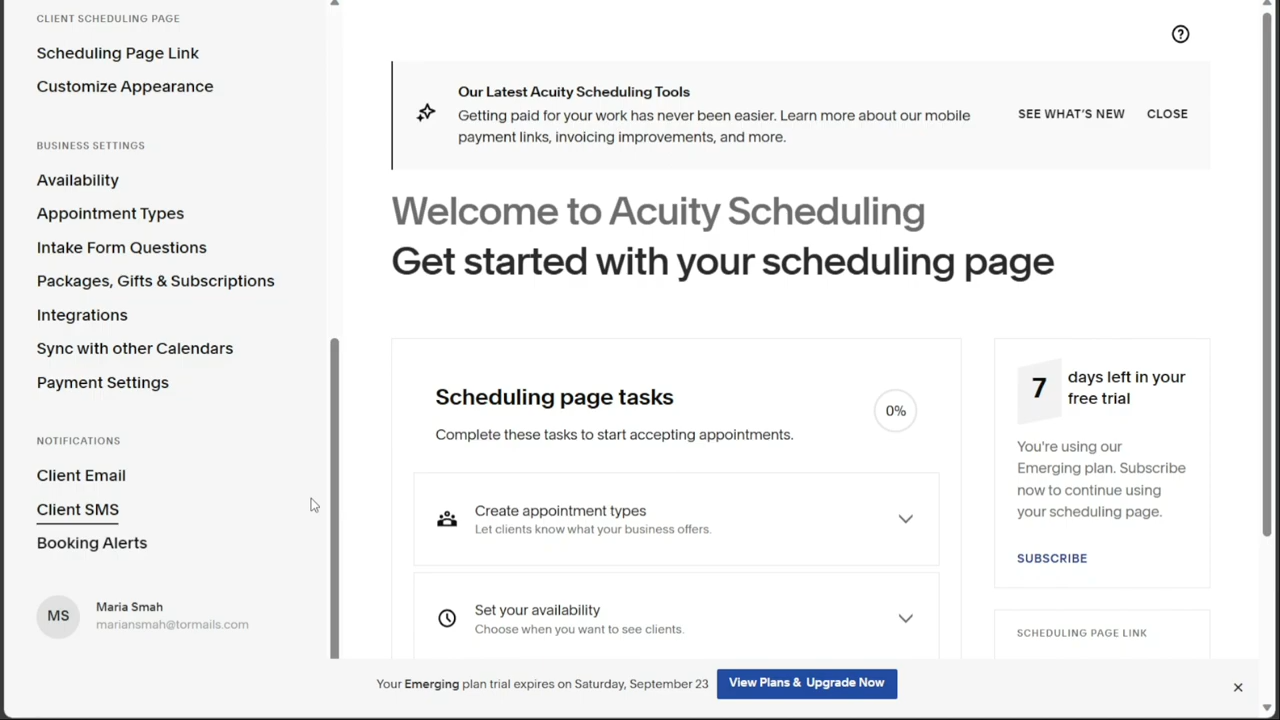 CLIENT SCHEDULING PAGE
Scheduling Page Link
Customize Appearance
BUSINESS SETTINGS
Availability
Appointment Types
Intake Form Questions
Packages, Gifts & Subscriptions
Integrations
Sync with other Calendars
Payment Settings
NOTIFICATIONS
Client Email
Client SMS
Booking Alerts
MS
Maria Smah
mariansmah@tormails.com
Our Latest Acuity Scheduling Tools
Getting paid for your work has never been easier. Learn more about our mobile
payment links, invoicing improvements, and more.
SEE WHAT'S NEW
CLOSE
Welcome to Acuity Scheduling
Get started with your scheduling page
Scheduling page tasks
Complete these tasks to start accepting appointments.
0%
Create appointment types
Let clients know what your business offers.
Set your availability
Choose when you want to see clients.
7
days left in your
free trial
You're using our
Emerging plan. Subscribe
now to continue using
your scheduling page.
SUBSCRIBE
SCHEDULING PAGE LINK
Your Emerging plan trial expires on Saturday, September 23
View Plans & Upgrade Now